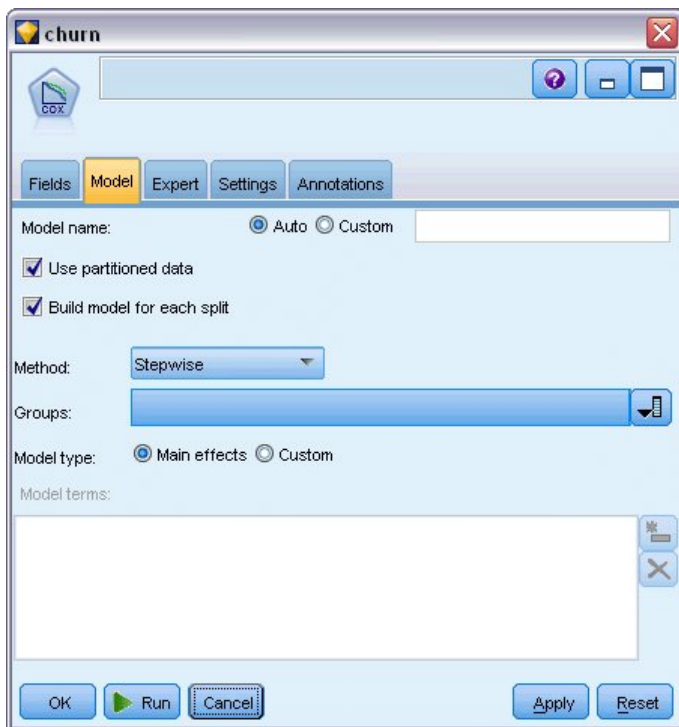 churn
COX
Fields Model Expert Settings Annotations
Model name: Auto Custom
Use partitioned data
Build model for each split
Method: Stepwise
Groups:
Model type: Main effects Custom
Model terms:
OK Run Cancel Apply Reset